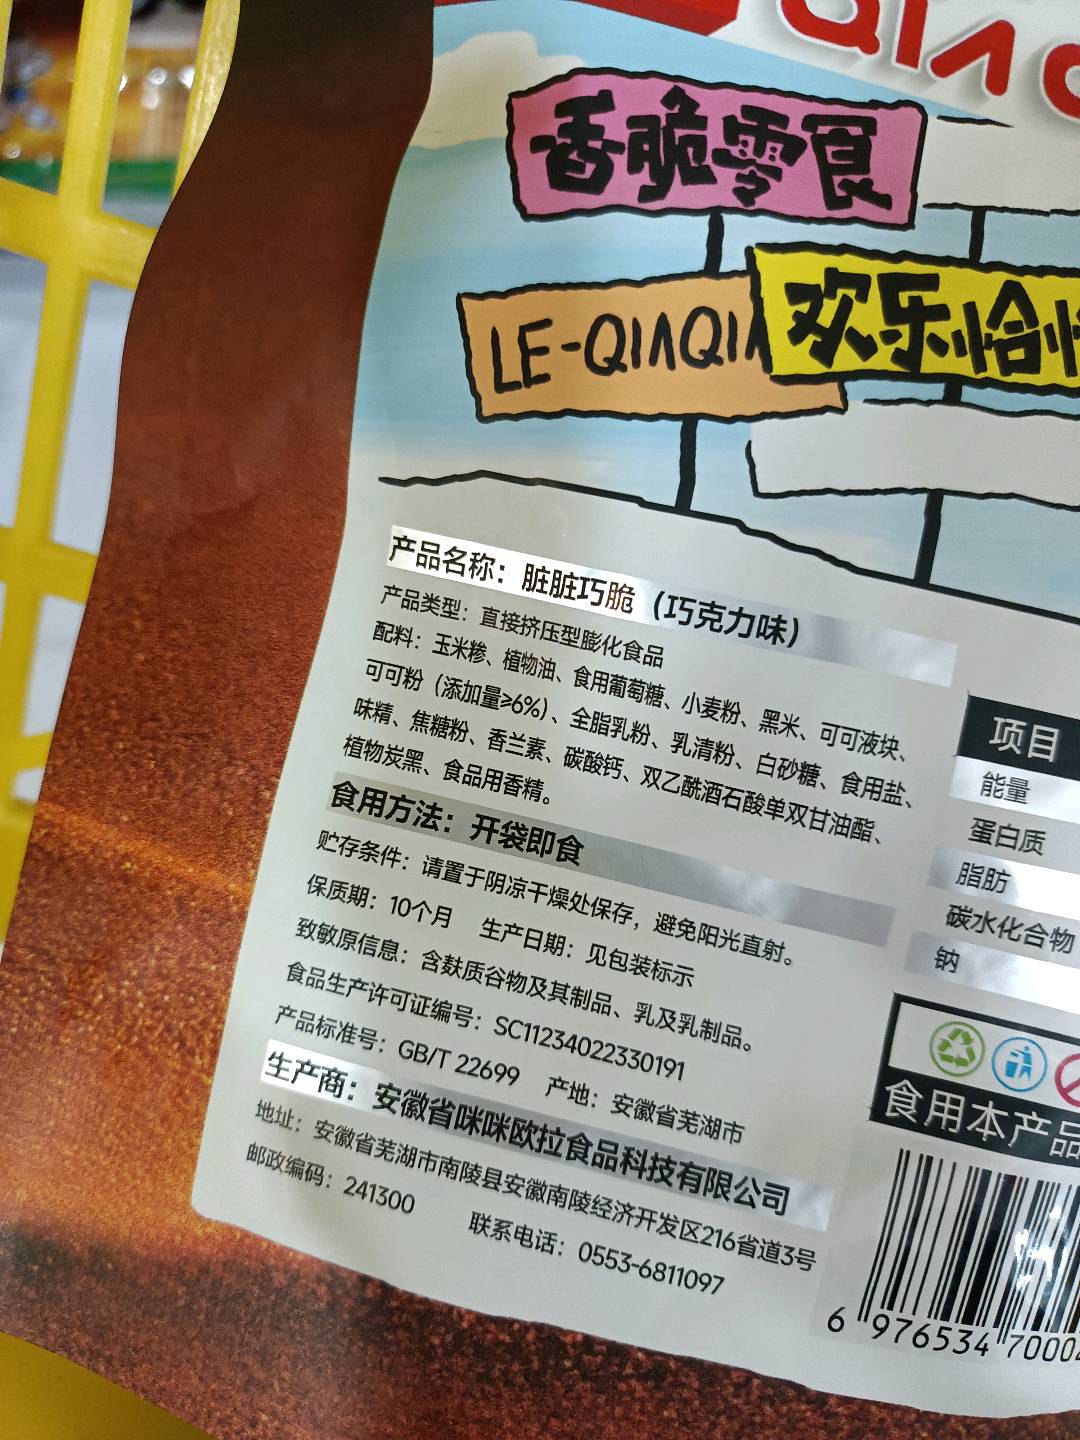 香脆零食
LE-QIAQIA
欢乐恰恰
产品名称：脏脏巧脆（巧克力味）
产品类型：直接挤压型膨化食品
配料：玉米糁、植物油、食用葡萄糖、小麦粉、黑米、可可液块、
可可粉（添加量≥6%）、全脂乳粉、乳清粉、白砂糖、食用盐、
味精、焦糖粉、香兰素、碳酸钙、双乙酰酒石酸单双甘油酯、
植物炭黑、食品用香精。
食用方法：开袋即食
贮存条件：请置于阴凉干燥处保存，避免阳光直射。
保质期：10个月 生产日期：见包装标示
致敏原信息：含麸质谷物及其制品、乳及乳制品。
食品生产许可证编号：SC11234022330191
产品标准号：GB/T 22699 产地：安徽省芜湖市
生产商：安徽省咪咪欧拉食品科技有限公司
地址：安徽省芜湖市南陵县安徽南陵经济开发区216省道3号
邮政编码：241300 联系电话：0553-6811097
项目
能量
蛋白质
脂肪
碳水化合物
钠
食用本产品
6 976534 7000